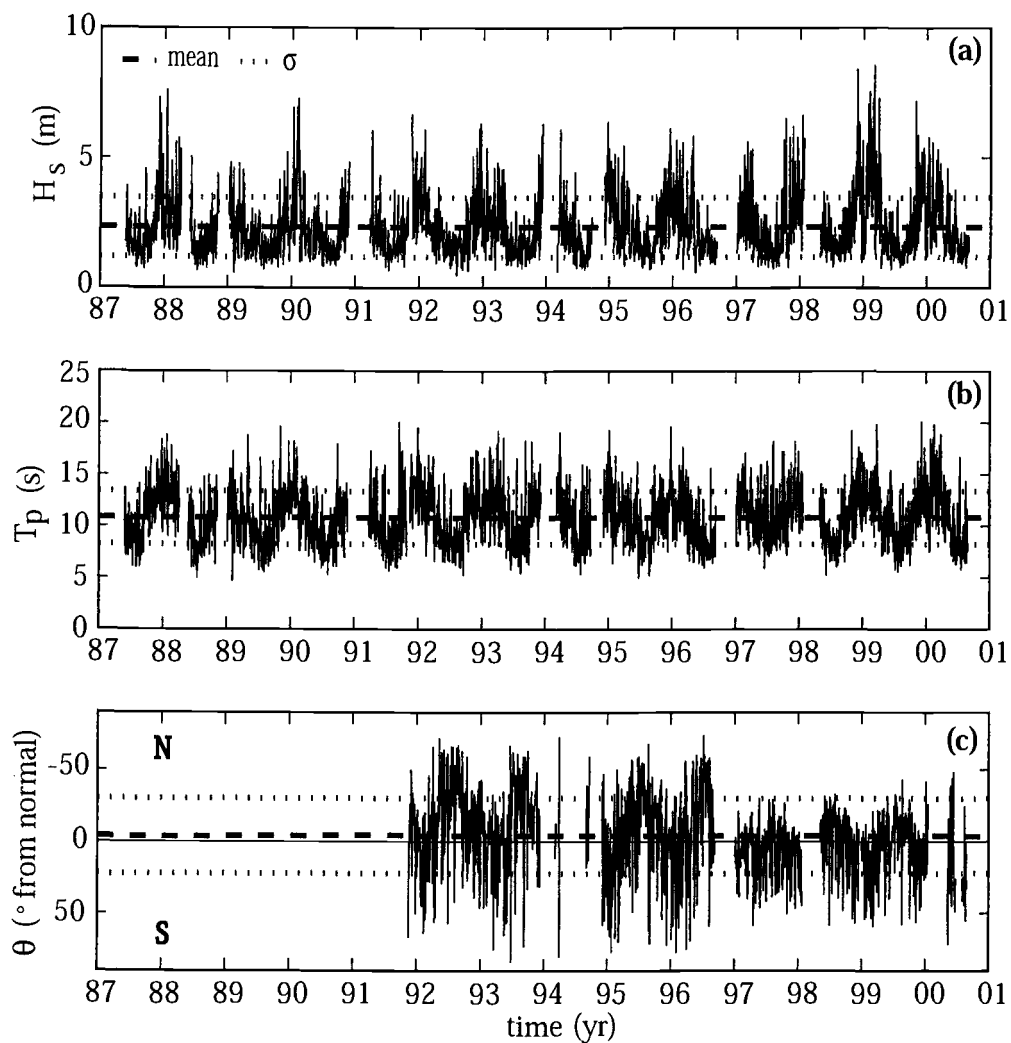 10
5
0
H_s (m)
mean σ
(a)
87 88 89 90 91 92 93 94 95 96 97 98 99 00 01
25
20
15
10
5
0
T_p (s)
(b)
87 88 89 90 91 92 93 94 95 96 97 98 99 00 01
-50
0
50
θ (° from normal)
N
S
(c)
87 88 89 90 91 92 93 94 95 96 97 98 99 00 01
time (yr)